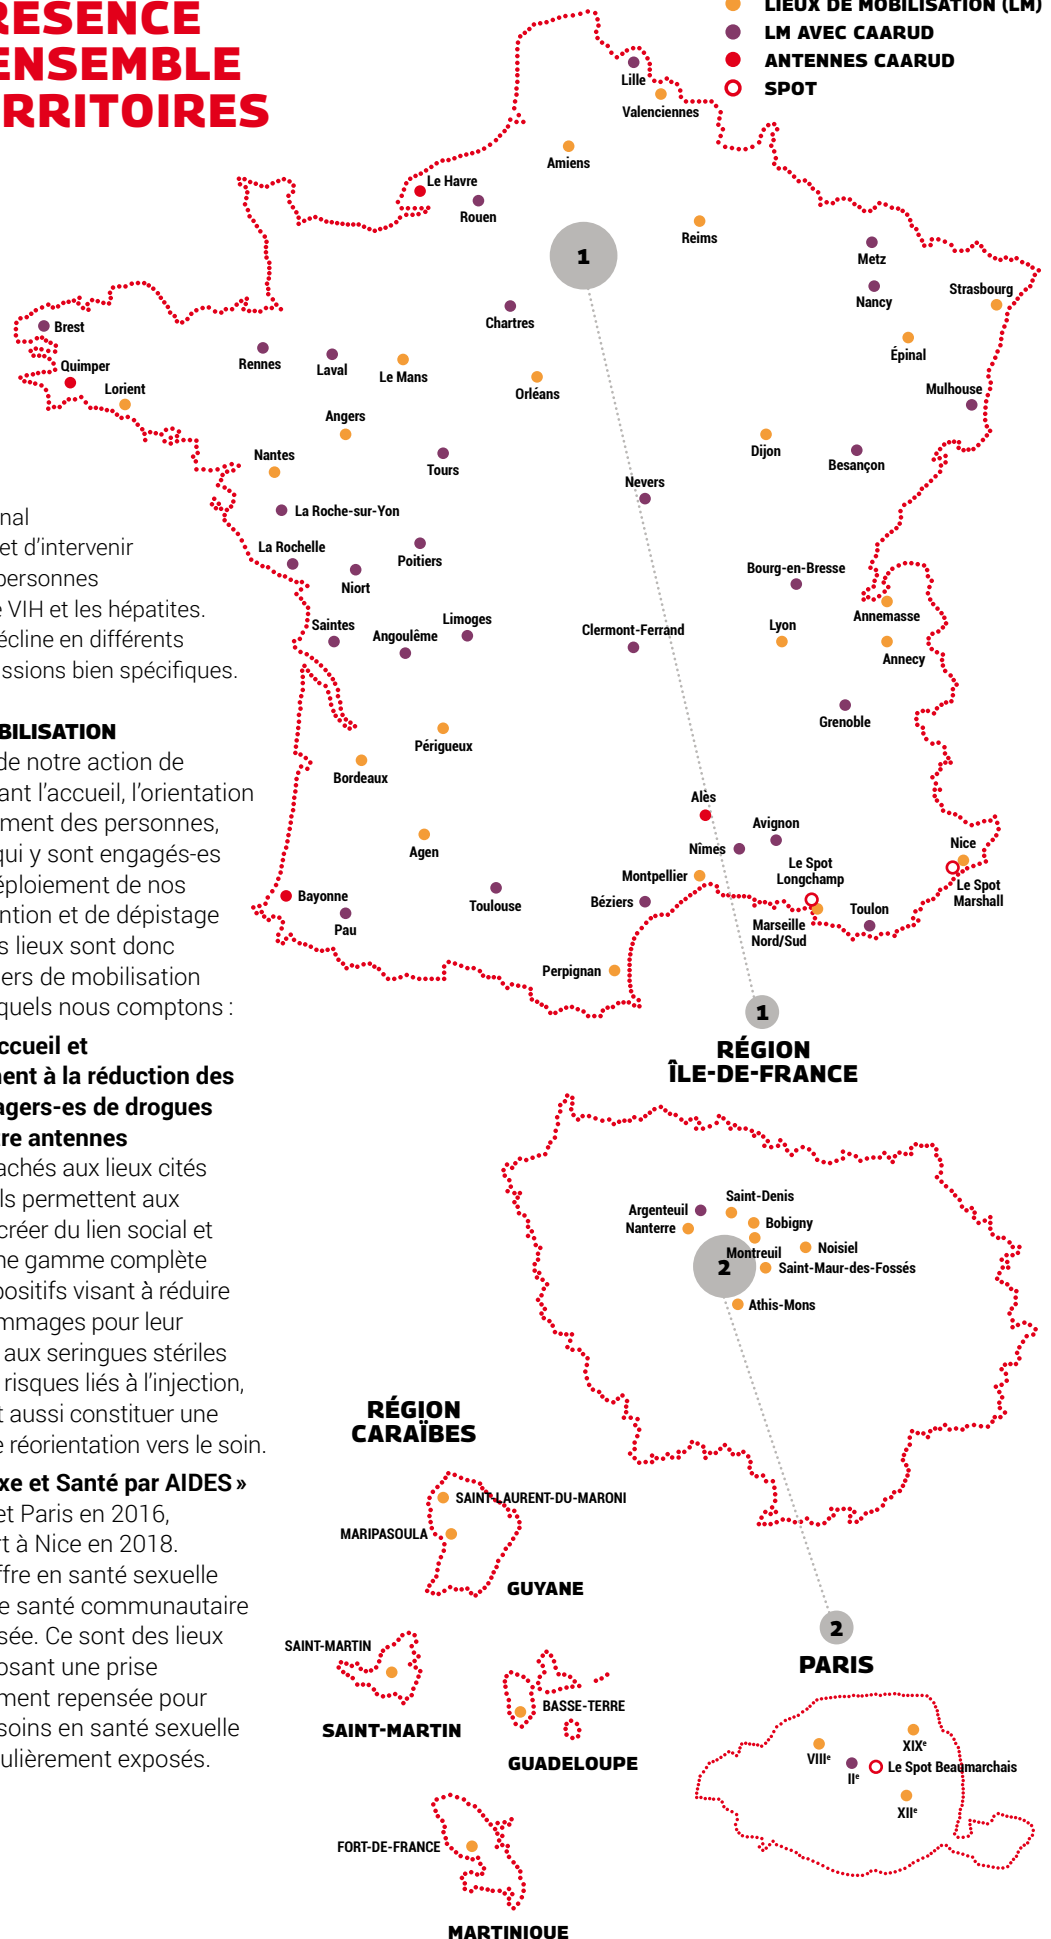 RÉSENCE
ENSEMBLE
RRITOIRES
LIEUX DE MOBILISATION (LM)
LM AVEC CAARUD
ANTENNES CAARUD
SPOT
Lille
Valenciennes
Amiens
Le Havre
Rouen
Reims
1
Metz
Nancy
Strasbourg
Chartres
Brest
Épinal
Rennes
Laval
Le Mans
Quimper
Lorient
Orléans
Mulhouse
Angers
Nantes
Tours
Dijon
Besançon
Nevers
La Roche-sur-Yon
La Rochelle
Poitiers
Niort
Bourg-en-Bresse
Annemasse
Saintes
Angoulême
Limoges
Clermont-Ferrand
Lyon
Annecy
Grenoble
Périgueux
Bordeaux
Alès
Avignon
Agen
Nîmes
Nice
Le Spot
Longchamp
Le Spot
Marshall
Montpellier
Bayonne
Pau
Toulouse
Béziers
Marseille
Nord/Sud
Toulon
Perpignan
nal
et d’intervenir
personnes
e VIH et les hépatites.
écline en différents
ssions bien spécifiques.
BILISATION
de notre action de
ant l’accueil, l’orientation
ement des personnes,
qui y sont engagés-es
éploiement de nos
ention et de dépistage
s lieux sont donc
ers de mobilisation
quels nous comptons :
ccueil et
ment à la réduction des
agers-es de drogues
tre antennes
achés aux lieux cités
ils permettent aux
créer du lien social et
ne gamme complète
positifs visant à réduire
mmages pour leur
aux seringues stériles
risques liés à l’injection,
t aussi constituer une
e réorientation vers le soin.
xe et Santé par AIDES »
et Paris en 2016,
rt à Nice en 2018.
ffre en santé sexuelle
e santé communautaire
sée. Ce sont des lieux
osant une prise
ment repensée pour
soins en santé sexuelle
ulièrement exposés.
1
RÉGION
ÎLE-DE-FRANCE
Saint-Denis
Argenteuil
Nanterre
Bobigny
Montreuil
Noisiel
2
Saint-Maur-des-Fossés
Athis-Mons
RÉGION
CARAÏBES
SAINT-LAURENT-DU-MARONI
MARIPASOULA
GUYANE
SAINT-MARTIN
SAINT-MARTIN
BASSE-TERRE
GUADELOUPE
FORT-DE-FRANCE
MARTINIQUE
2
PARIS
XIXᵉ
VIIIᵉ
IIᵉ
Le Spot Beaumarchais
XIIᵉ